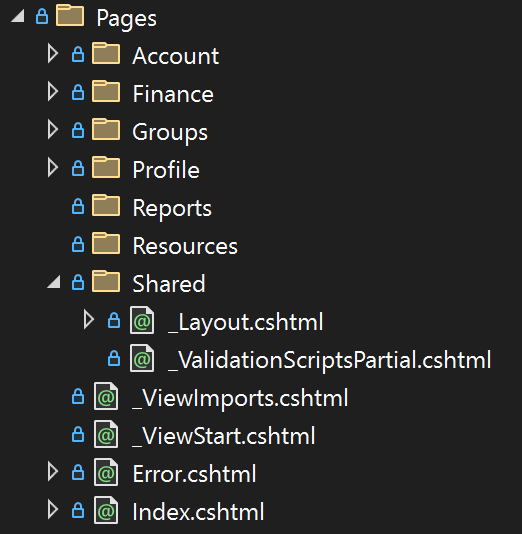 Pages
Account
Finance
Groups
Profile
Reports
Resources
Shared
_Layout.cshtml
_ValidationScriptsPartial.cshtml
_ViewImports.cshtml
_ViewStart.cshtml
Error.cshtml
Index.cshtml